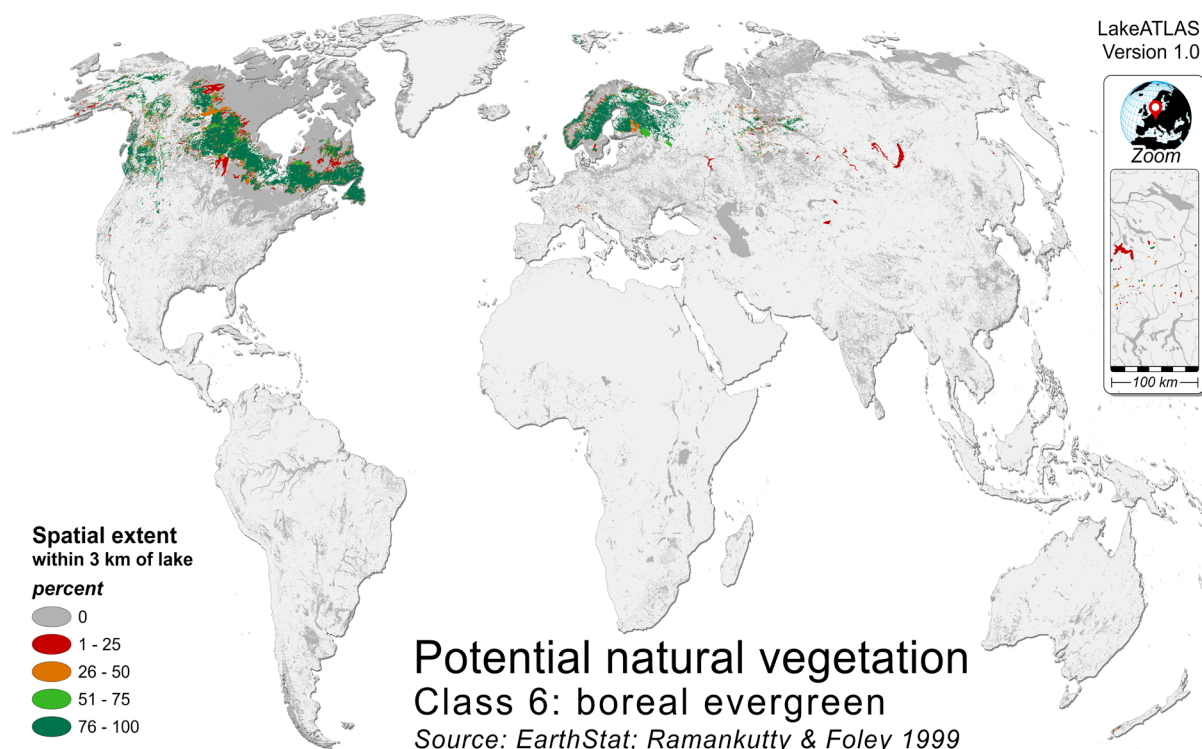 LakeATLAS
Version 1.0
Zoom
100 km
Spatial extent
within 3 km of lake
percent
0
1 - 25
26 - 50
51 - 75
76 - 100
Potential natural vegetation
Class 6: boreal evergreen
Source: EarthStat; Ramankutty & Foley 1999